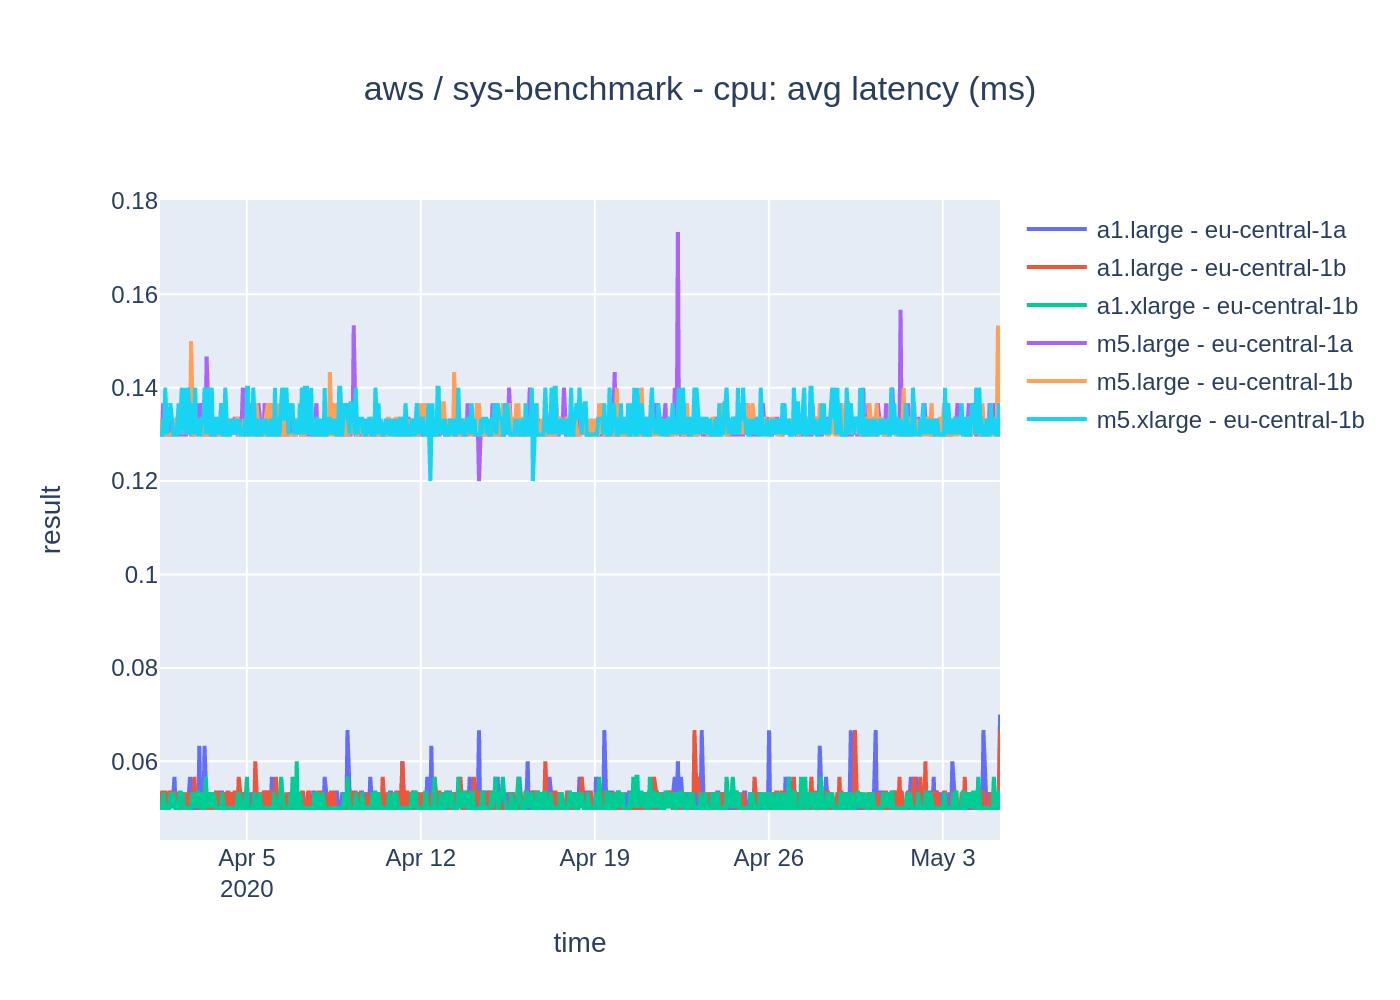 aws / sys-benchmark - cpu: avg latency (ms)
0.18
0.16
0.14
0.12
0.1
0.08
0.06
result
Apr 5
2020
Apr 12
Apr 19
Apr 26
May 3
time
a1.large - eu-central-1a
a1.large - eu-central-1b
a1.xlarge - eu-central-1b
m5.large - eu-central-1a
m5.large - eu-central-1b
m5.xlarge - eu-central-1b